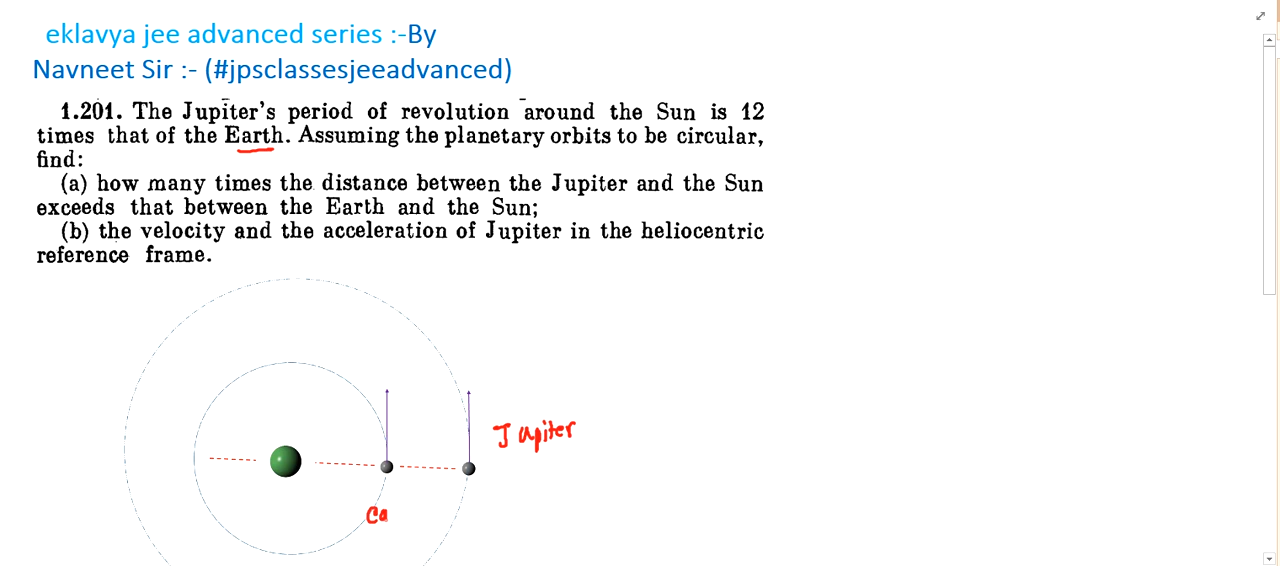 eklavya jee advanced series :-By
Navneet Sir :- (#jpsclassesjeeadvanced)
1.201. The Jupiter's period of revolution around the Sun is 12
times that of the Earth. Assuming the planetary orbits to be circular,
find:
(a) how many times the distance between the Jupiter and the Sun
exceeds that between the Earth and the Sun;
(b) the velocity and the acceleration of Jupiter in the heliocentric
reference frame.
Jupiter
Ea